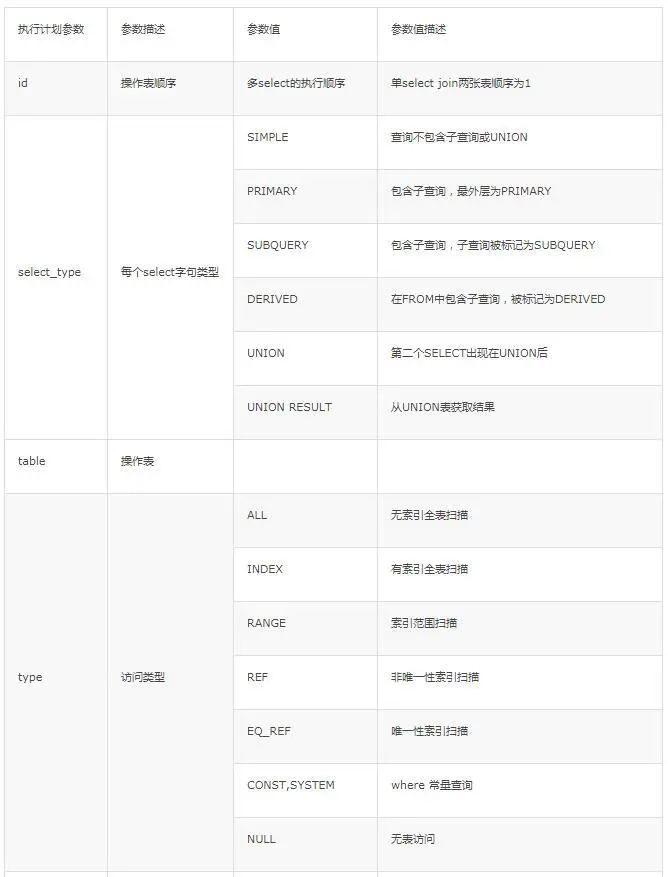 执行计划参数 参数描述 参数值 参数值描述
id 操作表顺序 多select的执行顺序 单select join两张表顺序为1
SIMPLE 查询不包含子查询或UNION
PRIMARY 包含子查询，最外层为PRIMARY
SUBQUERY 包含子查询，子查询被标记为SUBQUERY
select_type 每个select字句类型
DERIVED 在FROM中包含子查询，被标记为DERIVED
UNION 第二个SELECT出现在UNION后
UNION RESULT 从UNION表获取结果
table 操作表
ALL 无索引全表扫描
INDEX 有索引全表扫描
RANGE 索引范围扫描
type 访问类型 REF 非唯一性索引扫描
EQ_REF 唯一性索引扫描
CONST,SYSTEM where 常量查询
NULL 无表访问